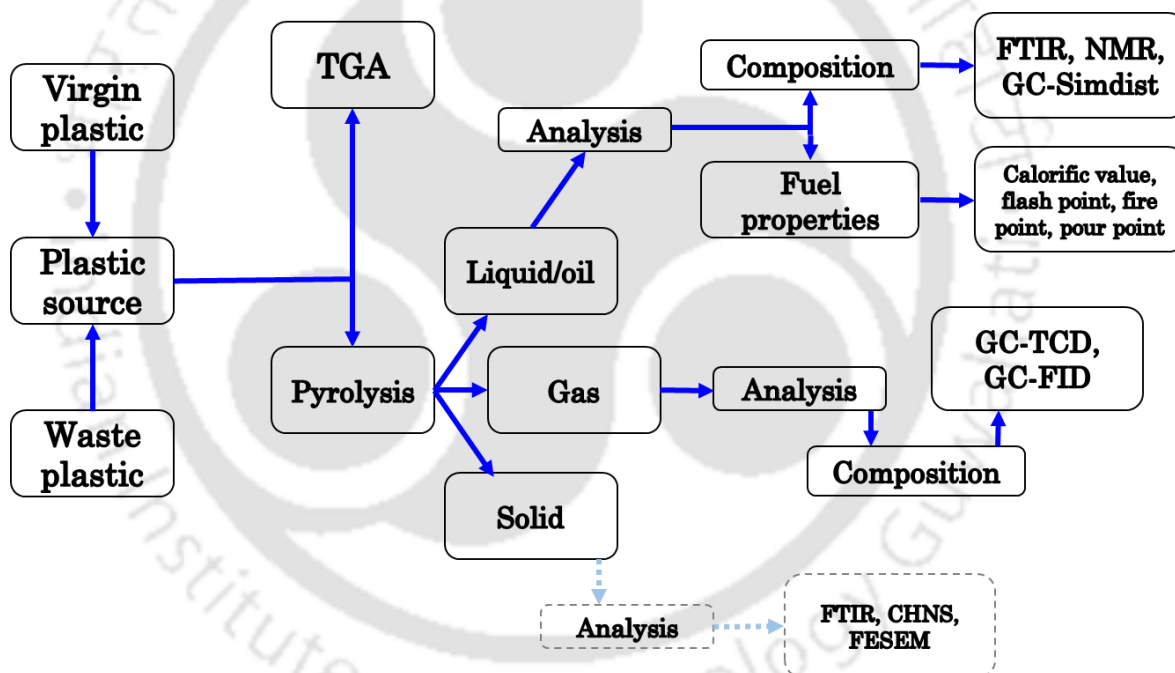 Virgin
plastic
Plastic
source
Waste
plastic
TGA
Pyrolysis
Liquid/oil
Gas
Solid
Analysis
Composition
FTIR, NMR,
GC-Simdist
Fuel
properties
Calorific value,
flash point, fire
point, pour point
Analysis
Composition
GC-TCD,
GC-FID
Analysis
FTIR, CHNS,
FESEM
Indian Institute